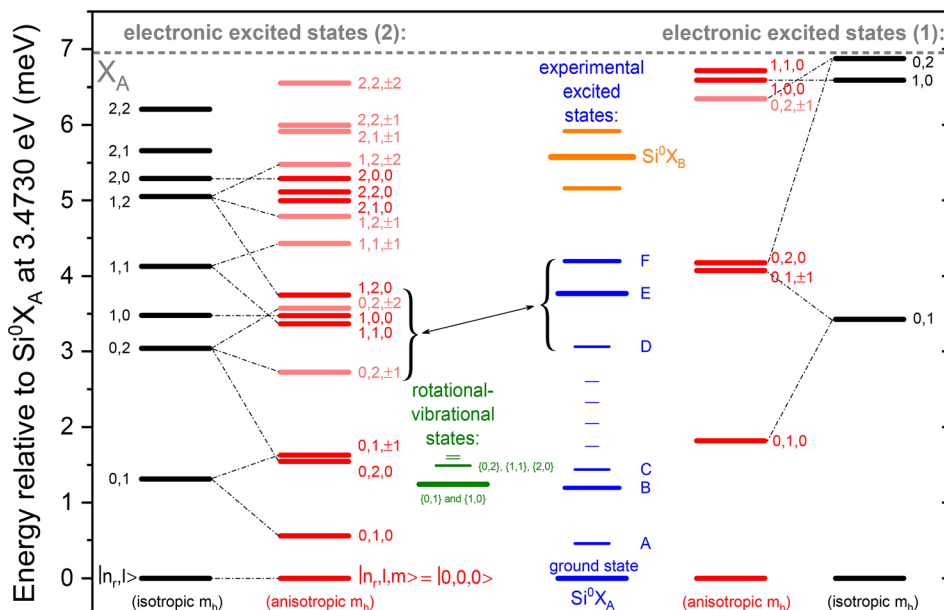 electronic excited states (2):
electronic excited states (1):
Energy relative to Si⁰X_A at 3.4730 eV (meV)
7
6
5
4
3
2
1
0
X_A
2,2
2,1
2,0
1,2
1,1
1,0
0,2
0,1
|n_r,l>
(isotropic m_h)
2,2,±2
2,2,±1
2,1,±1
1,2,±2
2,0,0
2,2,0
2,1,0
1,2,±1
1,1,±1
1,2,0
0,2,±2
1,0,0
1,1,0
0,2,±1
0,1,±1
0,2,0
0,1,0
|n_r,l,m> = |0,0,0>
(anisotropic m_h)
rotational-
vibrational
states:
{0,2}, {1,1}, {2,0}
{0,1} and {1,0}
experimental
excited
states:
Si⁰X_B
F
E
D
C
B
A
ground state
Si⁰X_A
1,1,0
1,0,0
0,2,±1
0,2,0
0,1,±1
0,1,0
(anisotropic m_h)
0,2
1,0
0,1
(isotropic m_h)